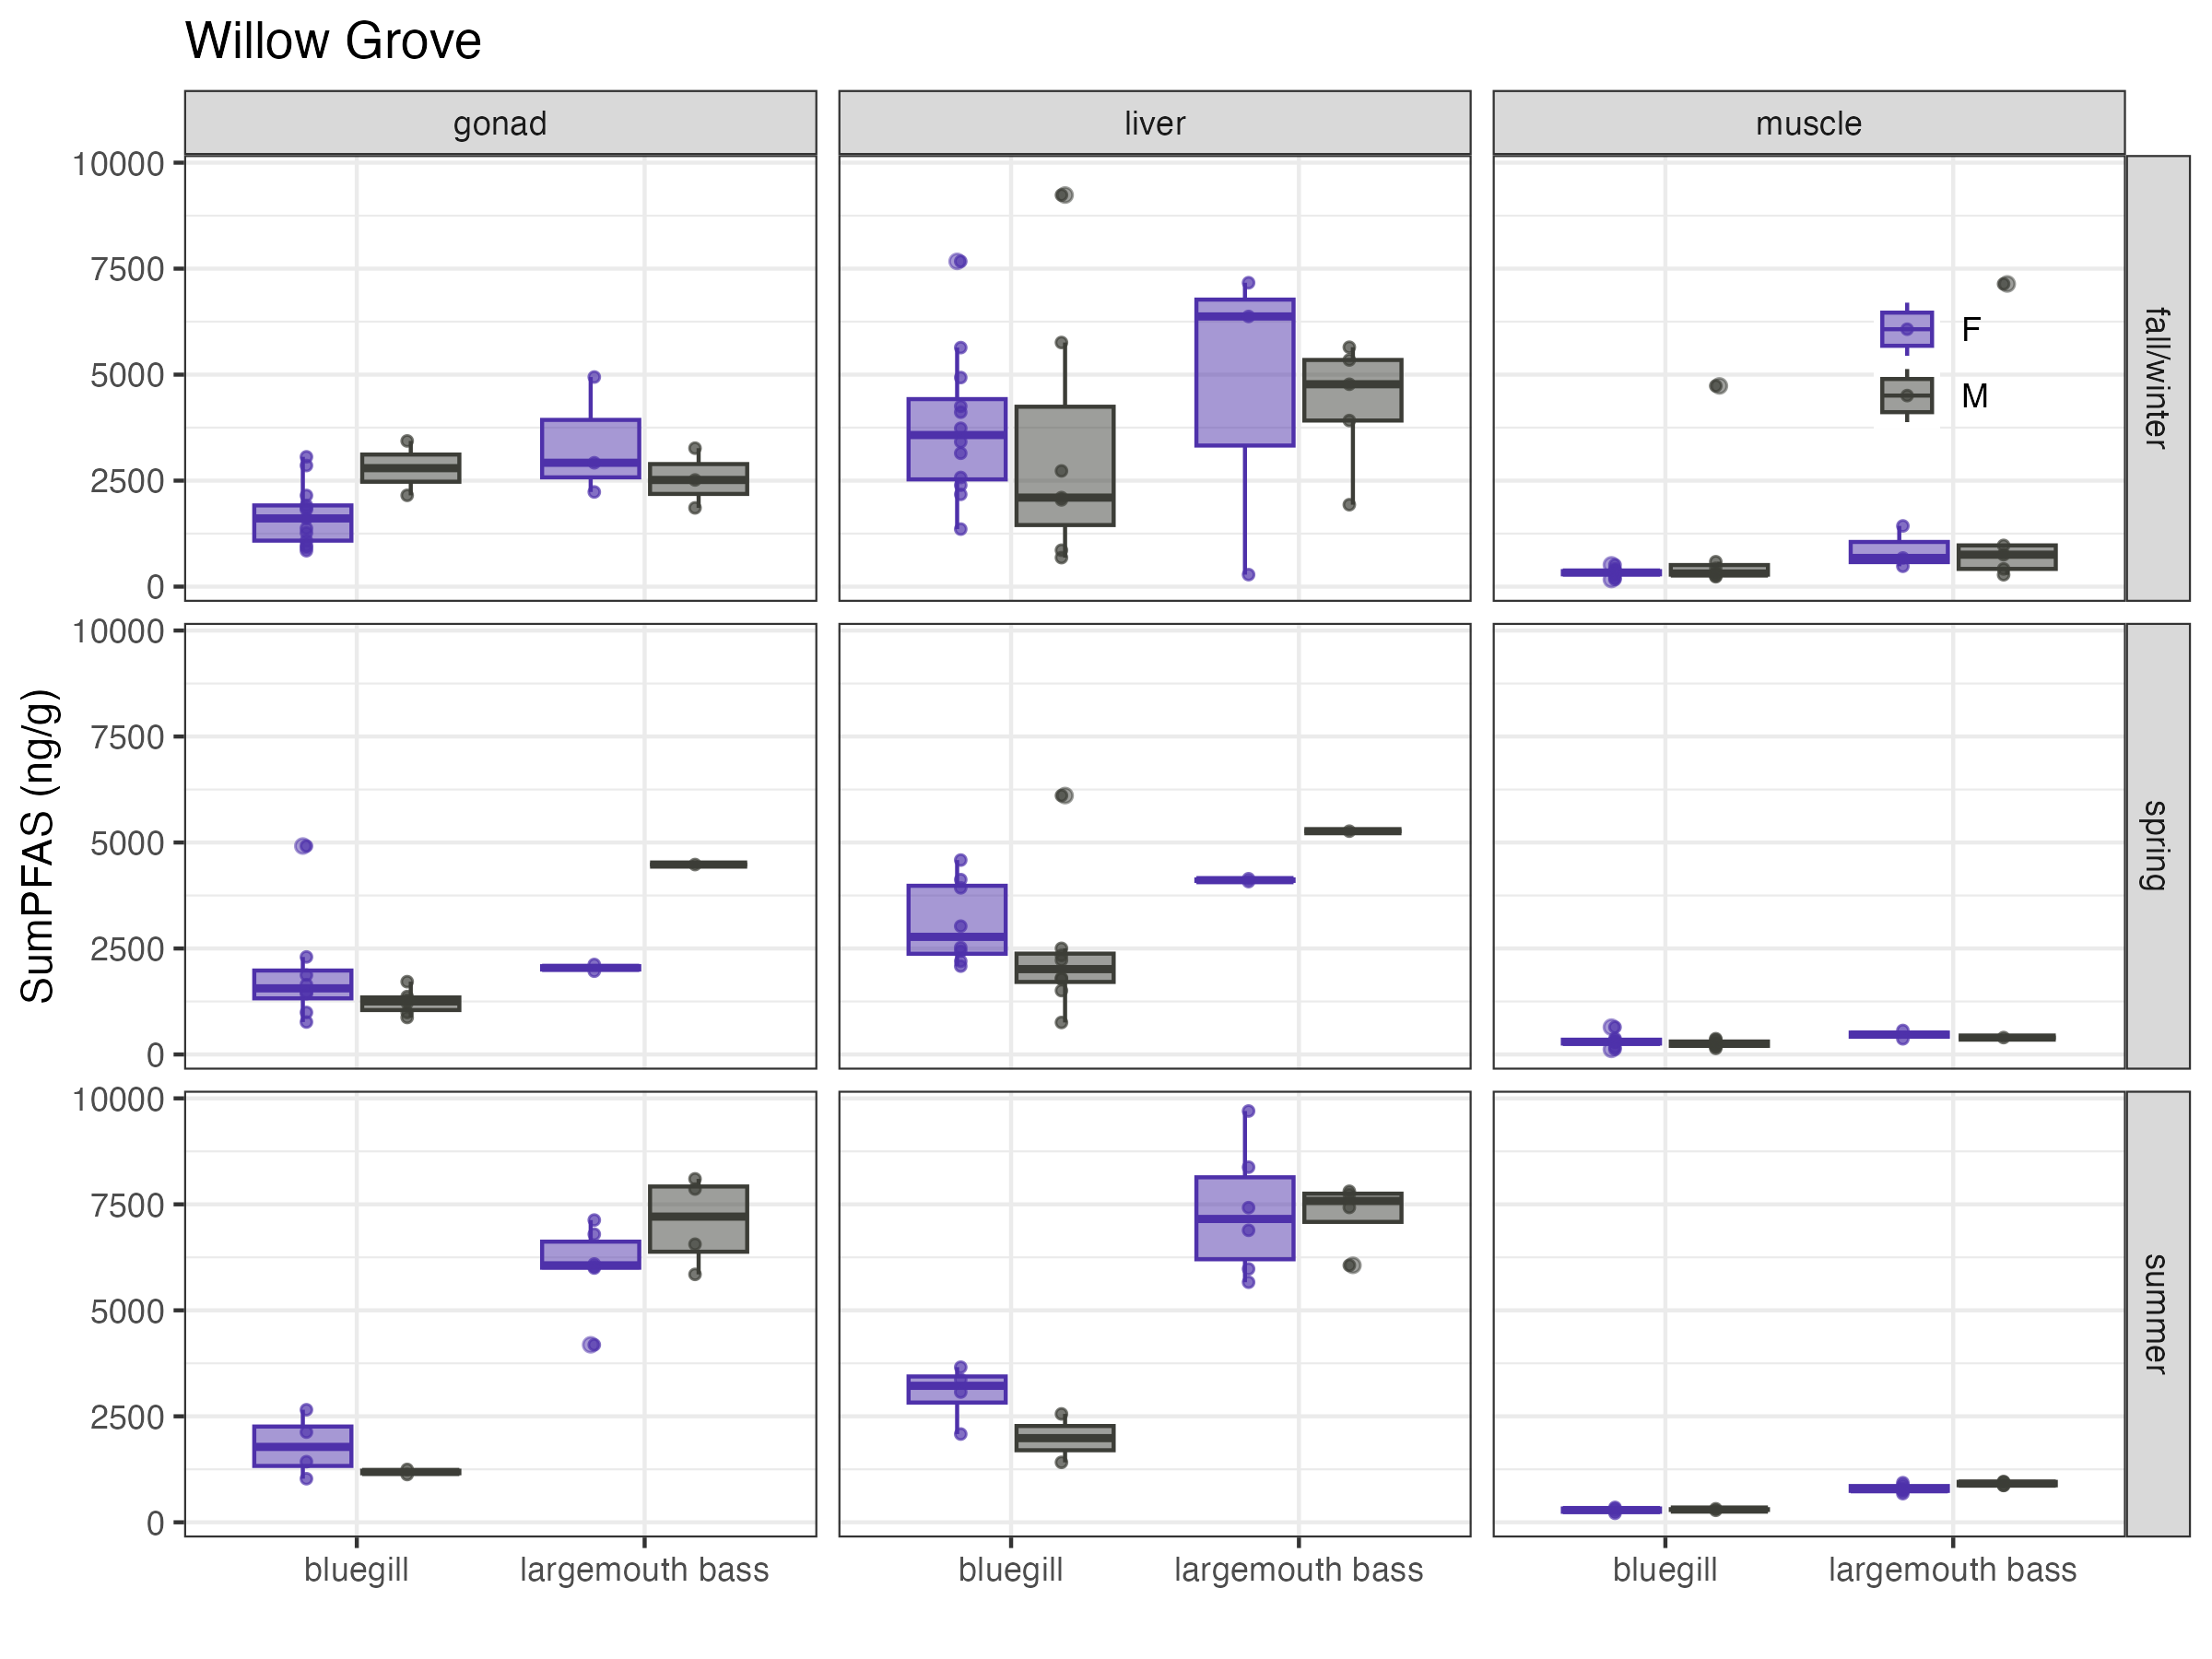 Willow Grove
gonad
liver
muscle
10000
7500
5000
2500
0
F
M
fall/winter
SumPFAS (ng/g)
10000
7500
5000
2500
0
spring
10000
7500
5000
2500
0
summer
bluegill
largemouth bass
bluegill
largemouth bass
bluegill
largemouth bass